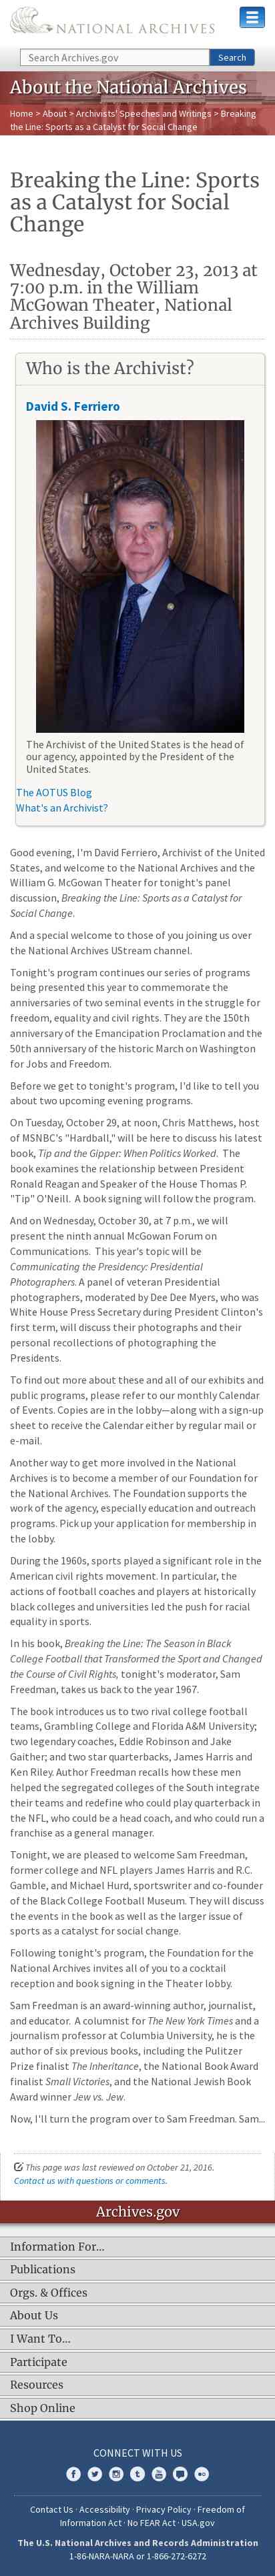 NATIONAL ARCHIVES
Search Archives.gov
Search
About the National Archives
Home > About > Archivists' Speeches and Writings > Breaking
the Line: Sports as a Catalyst for Social Change
Breaking the Line: Sports
as a Catalyst for Social
Change
Wednesday, October 23, 2013 at
7:00 p.m. in the William
McGowan Theater, National
Archives Building
Who is the Archivist?
David S. Ferriero
The Archivist of the United States is the head of
our agency, appointed by the President of the
United States.
The AOTUS Blog
What's an Archivist?
Good evening, I'm David Ferriero, Archivist of the United
States, and welcome to the National Archives and the
William G. McGowan Theater for tonight's panel
discussion, Breaking the Line: Sports as a Catalyst for
Social Change.
And a special welcome to those of you joining us over
the National Archives UStream channel.
Tonight's program continues our series of programs
being presented this year to commemorate the
anniversaries of two seminal events in the struggle for
freedom, equality and civil rights. They are the 150th
anniversary of the Emancipation Proclamation and the
50th anniversary of the historic March on Washington
for Jobs and Freedom.
Before we get to tonight's program, I'd like to tell you
about two upcoming evening programs.
On Tuesday, October 29, at noon, Chris Matthews, host
of MSNBC's "Hardball," will be here to discuss his latest
book, Tip and the Gipper: When Politics Worked. The
book examines the relationship between President
Ronald Reagan and Speaker of the House Thomas P.
"Tip" O'Neill. A book signing will follow the program.
And on Wednesday, October 30, at 7 p.m., we will
present the ninth annual McGowan Forum on
Communications. This year's topic will be
Communicating the Presidency: Presidential
Photographers. A panel of veteran Presidential
photographers, moderated by Dee Dee Myers, who was
White House Press Secretary during President Clinton's
first term, will discuss their photographs and their
personal recollections of photographing the
Presidents.
To find out more about these and all of our exhibits and
public programs, please refer to our monthly Calendar
of Events. Copies are in the lobby—along with a sign-up
sheet to receive the Calendar either by regular mail or
e-mail.
Another way to get more involved in the National
Archives is to become a member of our Foundation for
the National Archives. The Foundation supports the
work of the agency, especially education and outreach
programs. Pick up your application for membership in
the lobby.
During the 1960s, sports played a significant role in the
American civil rights movement. In particular, the
actions of football coaches and players at historically
black colleges and universities led the push for racial
equality in sports.
In his book, Breaking the Line: The Season in Black
College Football that Transformed the Sport and Changed
the Course of Civil Rights, tonight's moderator, Sam
Freedman, takes us back to the year 1967.
The book introduces us to two rival college football
teams, Grambling College and Florida A&M University;
two legendary coaches, Eddie Robinson and Jake
Gaither; and two star quarterbacks, James Harris and
Ken Riley. Author Freedman recalls how these men
helped the segregated colleges of the South integrate
their teams and redefine who could play quarterback in
the NFL, who could be a head coach, and who could run a
franchise as a general manager.
Tonight, we are pleased to welcome Sam Freedman,
former college and NFL players James Harris and R.C.
Gamble, and Michael Hurd, sportswriter and co-founder
of the Black College Football Museum. They will discuss
the events in the book as well as the larger issue of
sports as a catalyst for social change.
Following tonight's program, the Foundation for the
National Archives invites all of you to a cocktail
reception and book signing in the Theater lobby.
Sam Freedman is an award-winning author, journalist,
and educator. A columnist for The New York Times and a
journalism professor at Columbia University, he is the
author of six previous books, including the Pulitzer
Prize finalist The Inheritance, the National Book Award
finalist Small Victories, and the National Jewish Book
Award winner Jew vs. Jew.
Now, I'll turn the program over to Sam Freedman. Sam...
This page was last reviewed on October 21, 2016.
Contact us with questions or comments.
Archives.gov
Information For...
Publications
Orgs. & Offices
About Us
I Want To...
Participate
Resources
Shop Online
CONNECT WITH US
Contact Us · Accessibility · Privacy Policy · Freedom of
Information Act · No FEAR Act · USA.gov
The U.S. National Archives and Records Administration
1-86-NARA-NARA or 1-866-272-6272